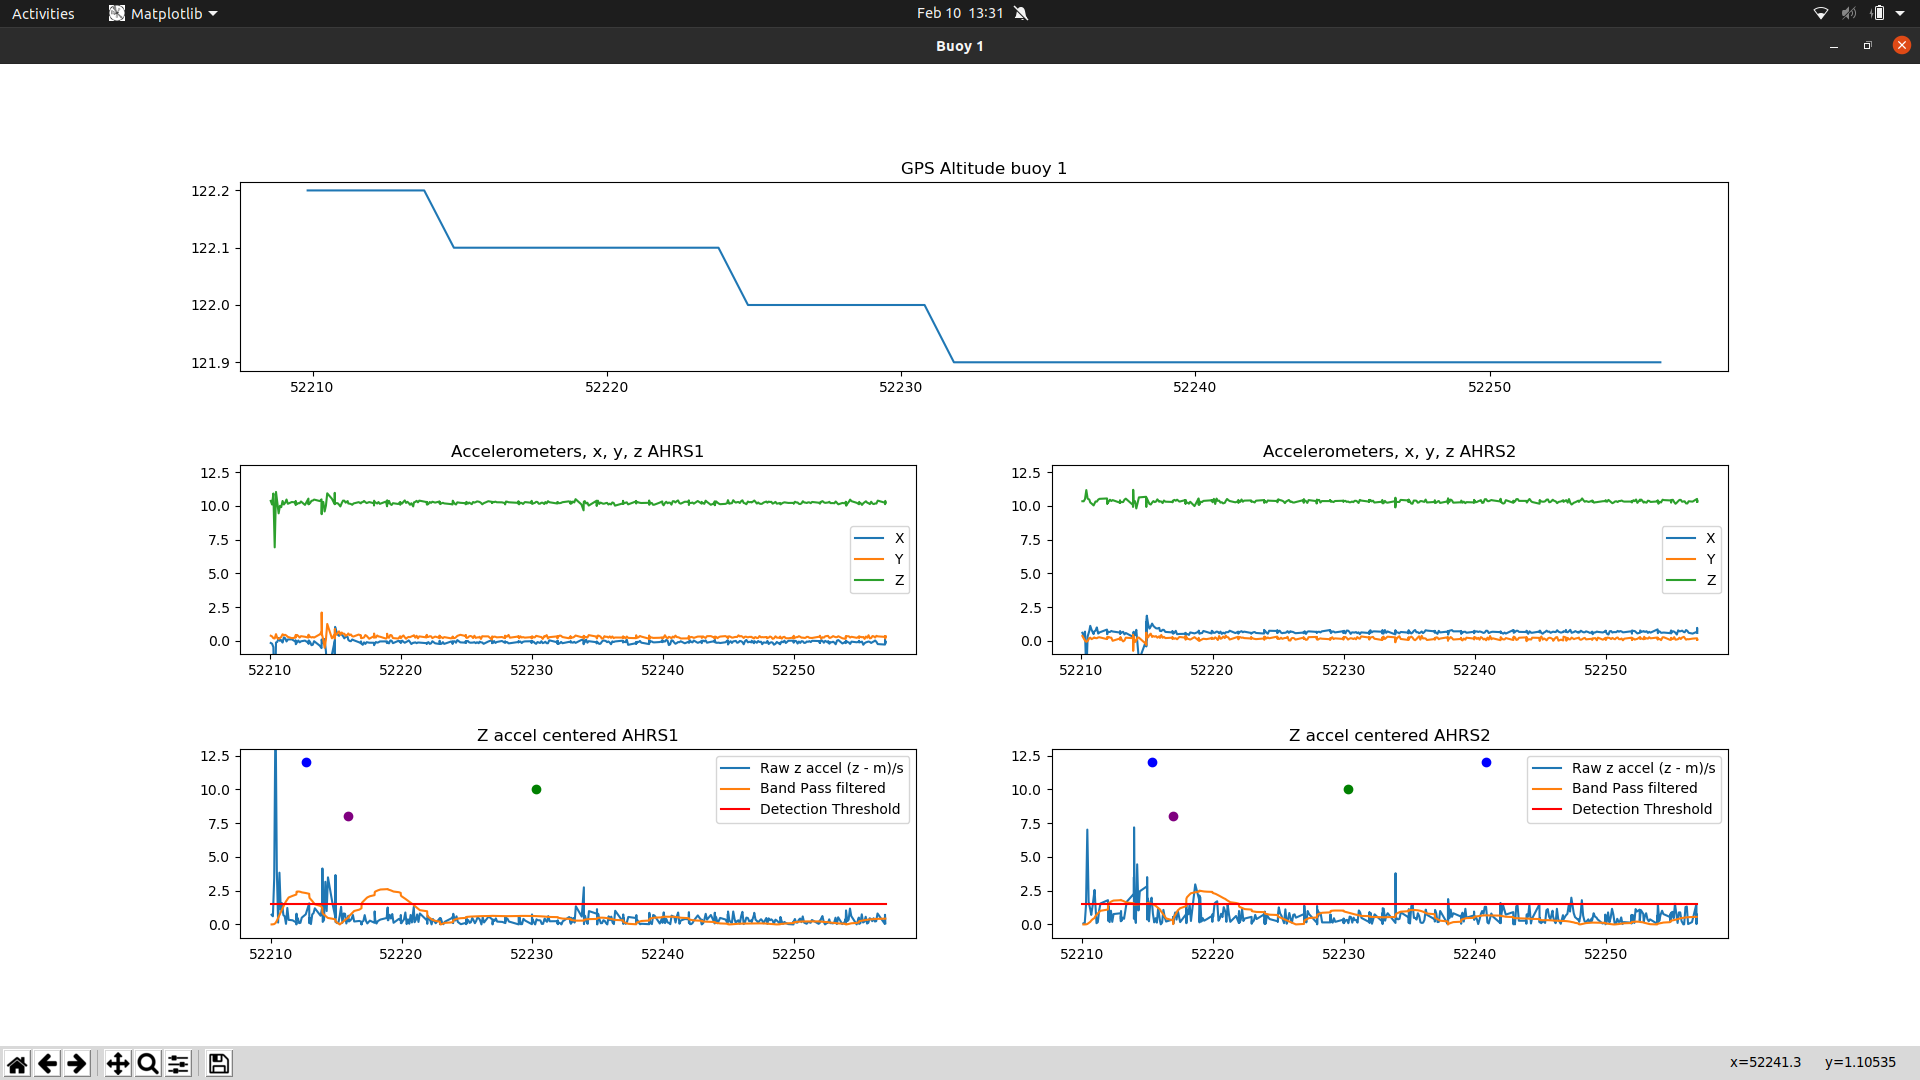 Activities Matplotlib Feb 10 13:31
Buoy 1
GPS Altitude buoy 1
122.2
122.1
122.0
121.9
52210 52220 52230 52240 52250
Accelerometers, x, y, z AHRS1
12.5
10.0
7.5
5.0
2.5
0.0
X
Y
Z
52210 52220 52230 52240 52250
Accelerometers, x, y, z AHRS2
12.5
10.0
7.5
5.0
2.5
0.0
X
Y
Z
52210 52220 52230 52240 52250
Z accel centered AHRS1
12.5
10.0
7.5
5.0
2.5
0.0
Raw z accel (z - m)/s
Band Pass filtered
Detection Threshold
52210 52220 52230 52240 52250
Z accel centered AHRS2
12.5
10.0
7.5
5.0
2.5
0.0
Raw z accel (z - m)/s
Band Pass filtered
Detection Threshold
52210 52220 52230 52240 52250
x=52241.3 y=1.10535